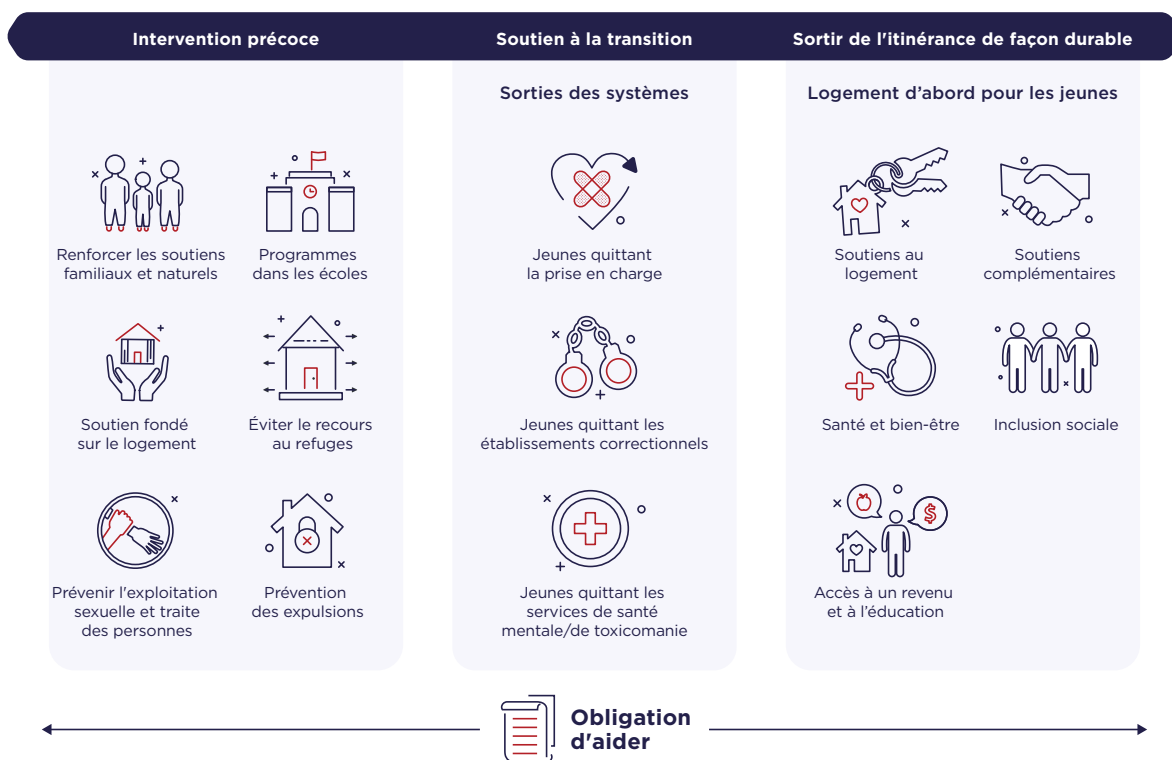 Intervention précoce
Soutien à la transition
Sortir de l'itinérance de façon durable
Sorties des systèmes
Logement d’abord pour les jeunes
Renforcer les soutiens
familiaux et naturels
Programmes
dans les écoles
Soutien fondé
sur le logement
Éviter le recours
au refuges
Prévenir l'exploitation
sexuelle et traite
des personnes
Prévention
des expulsions
Jeunes quittant
la prise en charge
Jeunes quittant les
établissements correctionnels
Jeunes quittant les
services de santé
mentale/de toxicomanie
Soutiens au
logement
Soutiens
complémentaires
Santé et bien-être
Inclusion sociale
$
Accès à un revenu
et à l’éducation
Obligation
d'aider